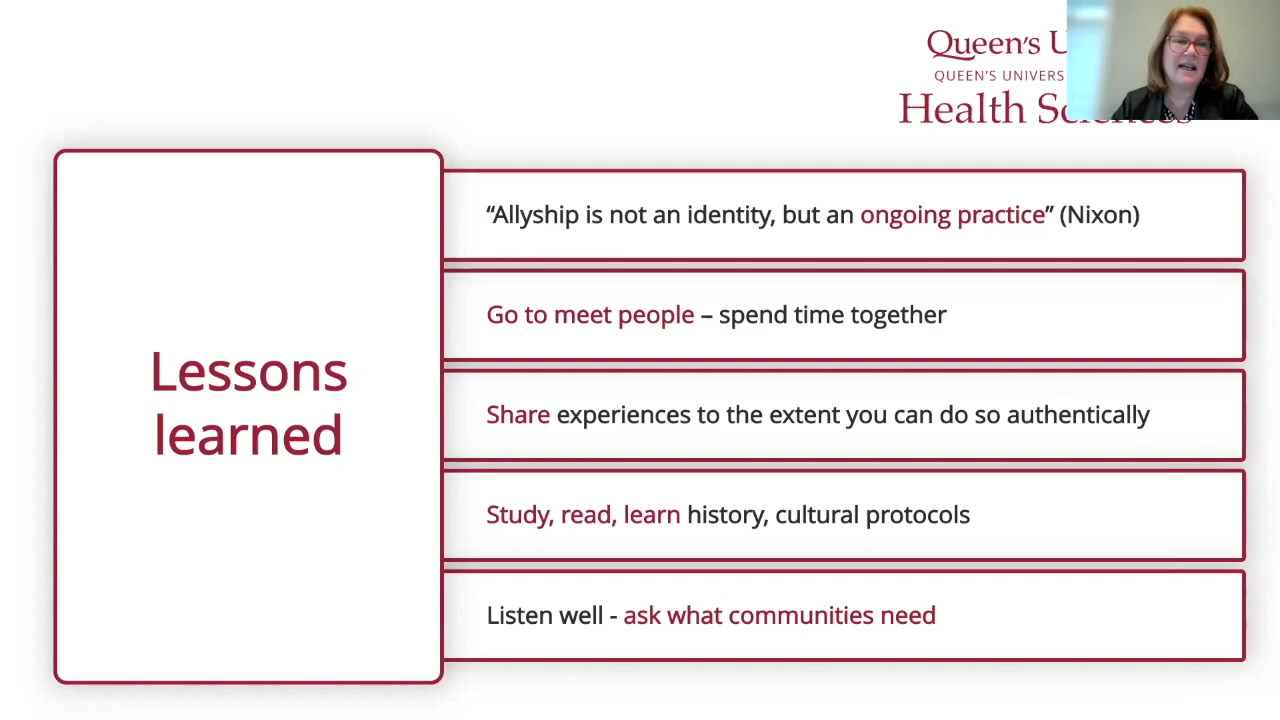 Queen's U
QUEEN'S UNIVERS
Health Sciences
Lessons
learned
“Allyship is not an identity, but an ongoing practice” (Nixon)
Go to meet people – spend time together
Share experiences to the extent you can do so authentically
Study, read, learn history, cultural protocols
Listen well - ask what communities need